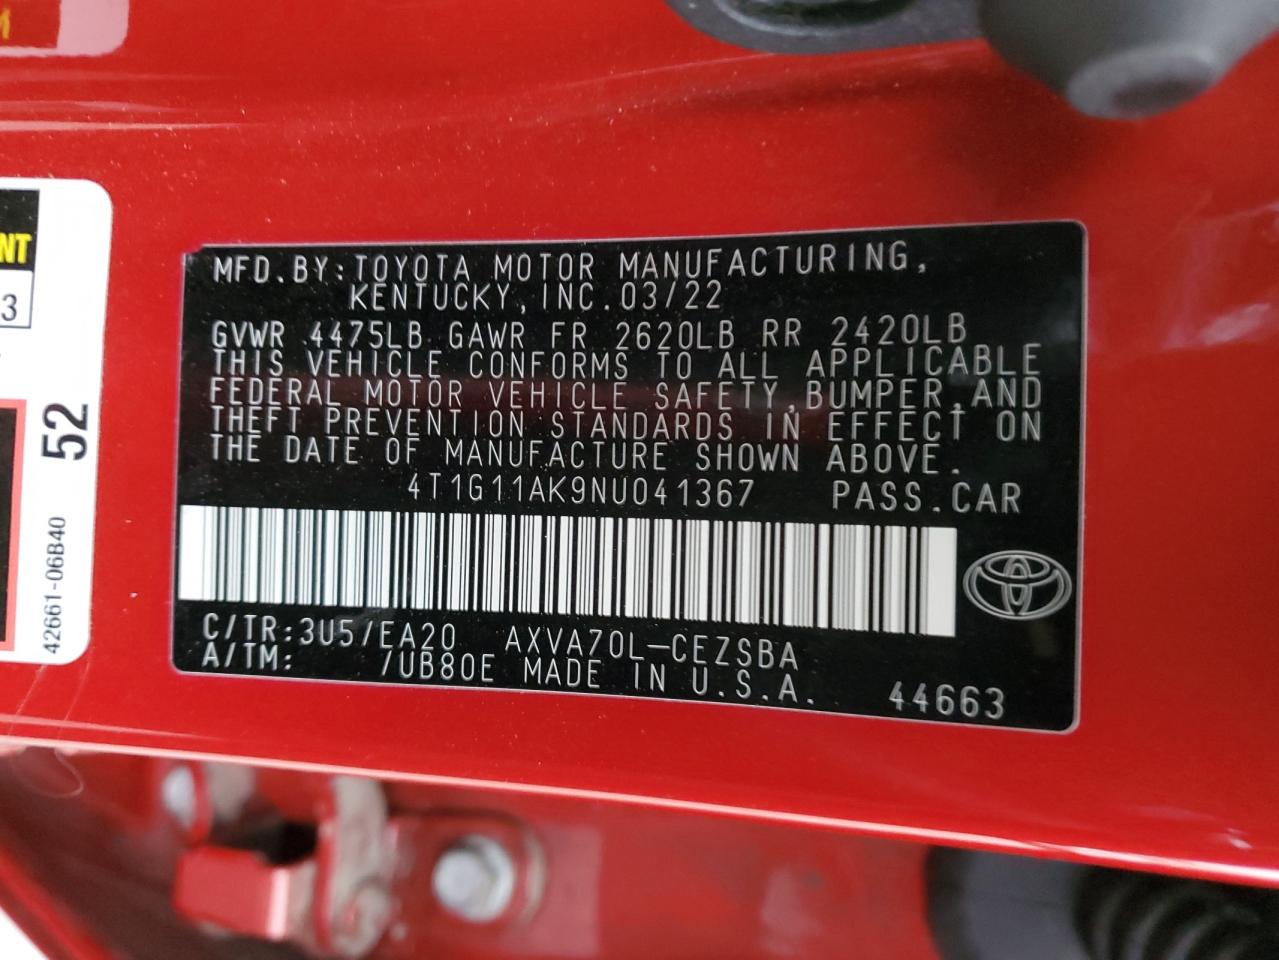 MFD.BY:TOYOTA MOTOR MANUFACTURING,
KENTUCKY,INC.03/22
GVWR 4475LB GAWR FR 2620LB RR 2420LB
THIS VEHICLE CONFORMS TO ALL APPLICABLE
FEDERAL MOTOR VEHICLE SAFETY,BUMPER,AND
THEFT PREVENTION STANDARDS IN EFFECT ON
THE DATE OF MANUFACTURE SHOWN ABOVE.
4T1G11AK9NU041367 PASS.CAR
C/TR:3U5/EA20 AXVA70L-CEZSBA
A/TM: /UB80E MADE IN U.S.A. 44663
NT
3
52
42661-06B40